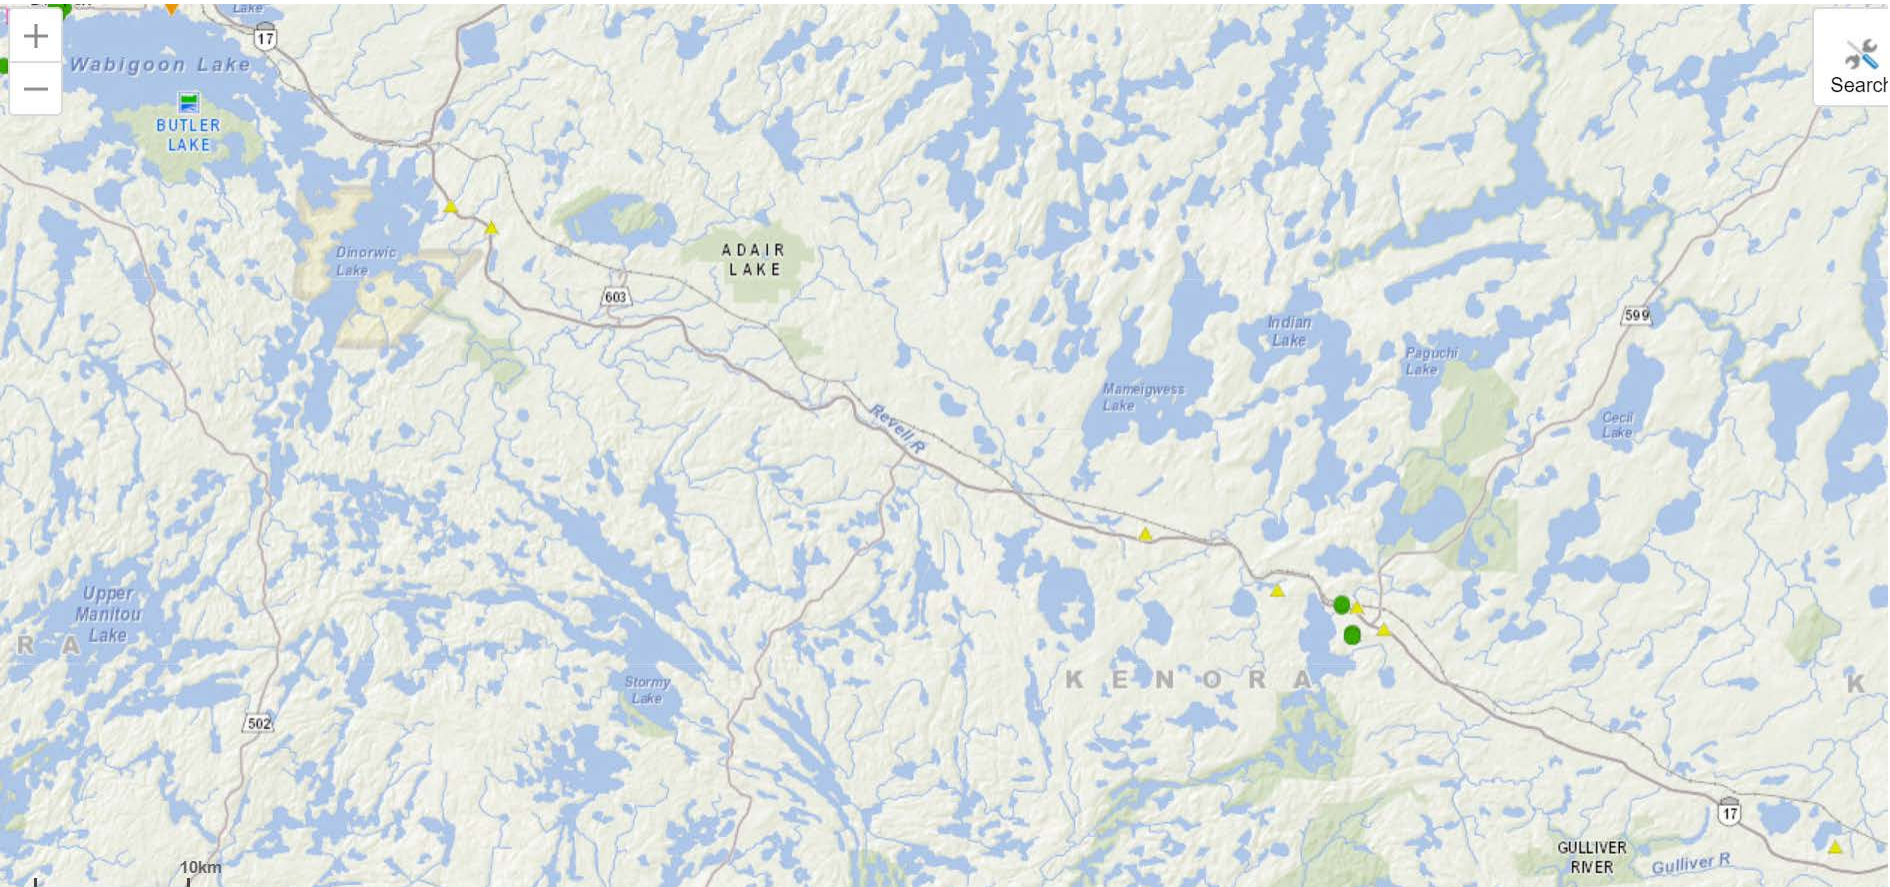 Lake
17
+
Wabigoon Lake
−
Search
BUTLER
LAKE
Dinorwic
Lake
ADAIR
LAKE
603
599
Indian
Lake
Paguchi
Lake
Mameigwess
Lake
Cecil
Lake
Revell R
Upper
Manitou
Lake
R A
KENORA
K
Stormy
Lake
502
17
GULLIVER
RIVER
Gulliver R
10km